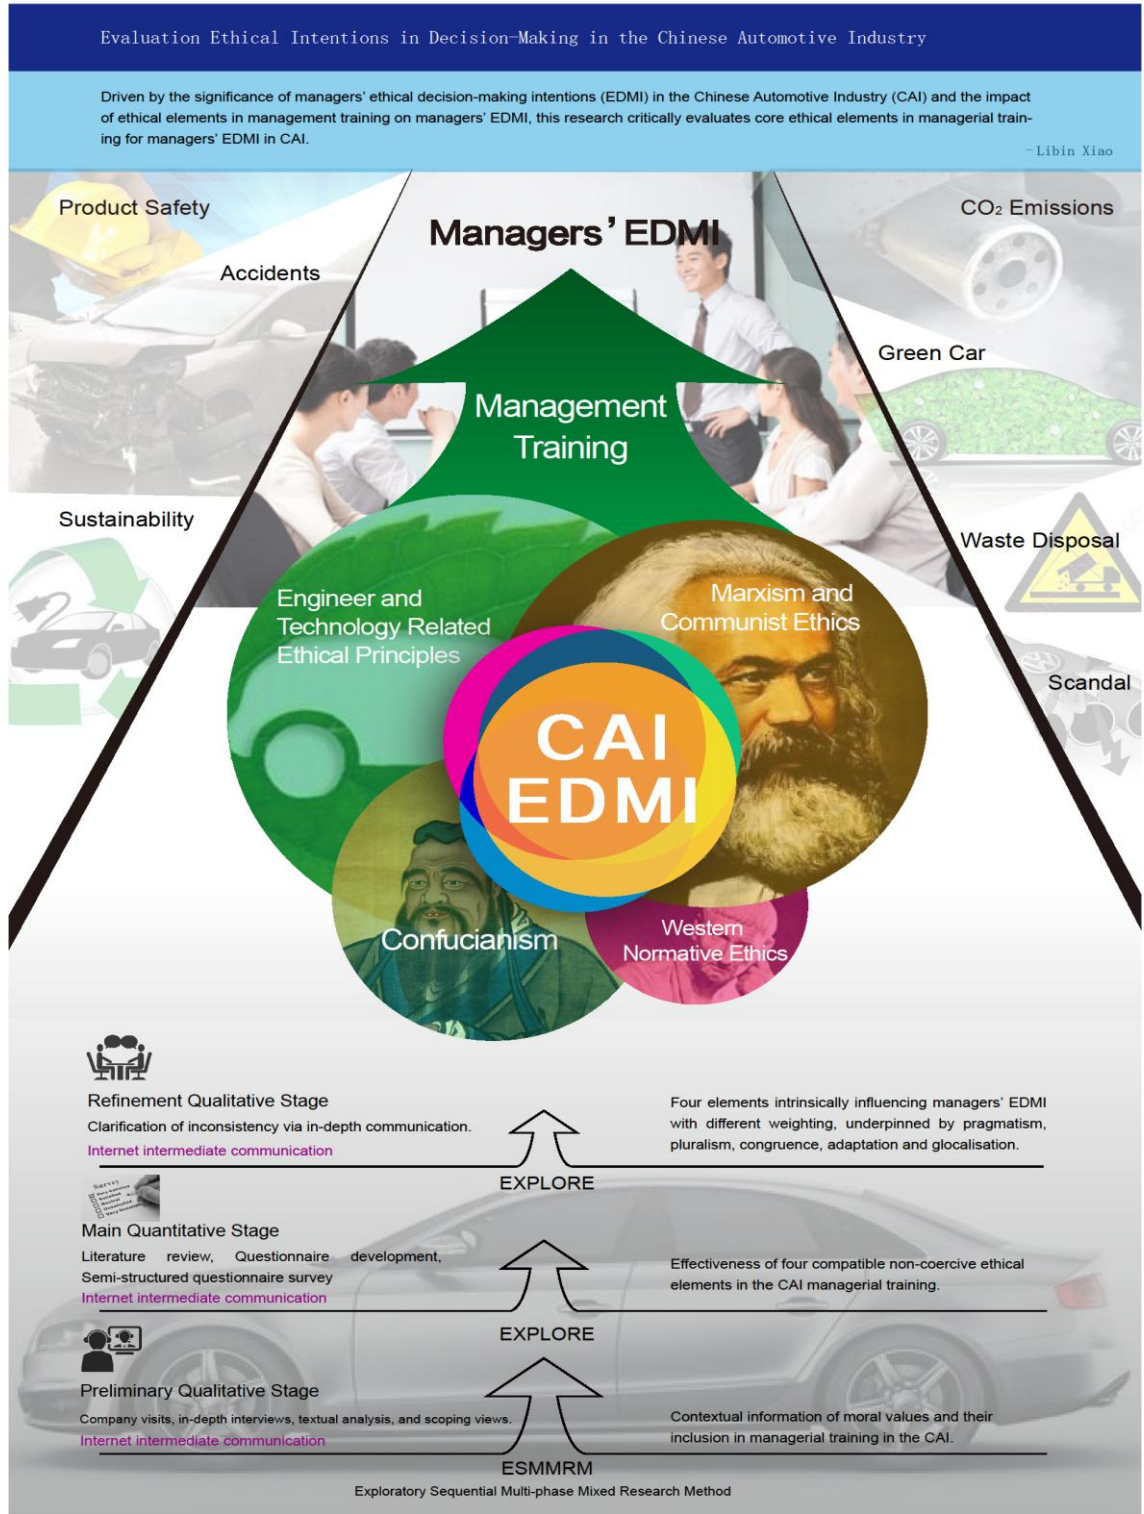 Evaluation Ethical Intentions in Decision-Making in the Chinese Automotive Industry
Driven by the significance of managers' ethical decision-making intentions (EDMI) in the Chinese Automotive Industry (CAI) and the impact
of ethical elements in management training on managers' EDMI, this research critically evaluates core ethical elements in managerial train-
ing for managers' EDMI in CAI.
-Libin Xiao
Product Safety
Accidents
Sustainability
Managers' EDMI
CO₂ Emissions
Green Car
Waste Disposal
Scandal
Management
Training
Engineer and
Technology Related
Ethical Principles
Marxism and
Communist Ethics
CAI
EDMI
Confucianism
Western
Normative Ethics
Refinement Qualitative Stage
Clarification of inconsistency via in-depth communication.
Internet intermediate communication
EXPLORE
Four elements intrinsically influencing managers' EDMI
with different weighting, underpinned by pragmatism,
pluralism, congruence, adaptation and glocalisation.
Survey
Main Quantitative Stage
Literature review, Questionnaire development,
Semi-structured questionnaire survey
Internet intermediate communication
EXPLORE
Effectiveness of four compatible non-coercive ethical
elements in the CAI managerial training.
Preliminary Qualitative Stage
Company visits, in-depth interviews, textual analysis, and scoping views.
Internet intermediate communication
ESMMRM
Contextual information of moral values and their
inclusion in managerial training in the CAI.
Exploratory Sequential Multi-phase Mixed Research Method